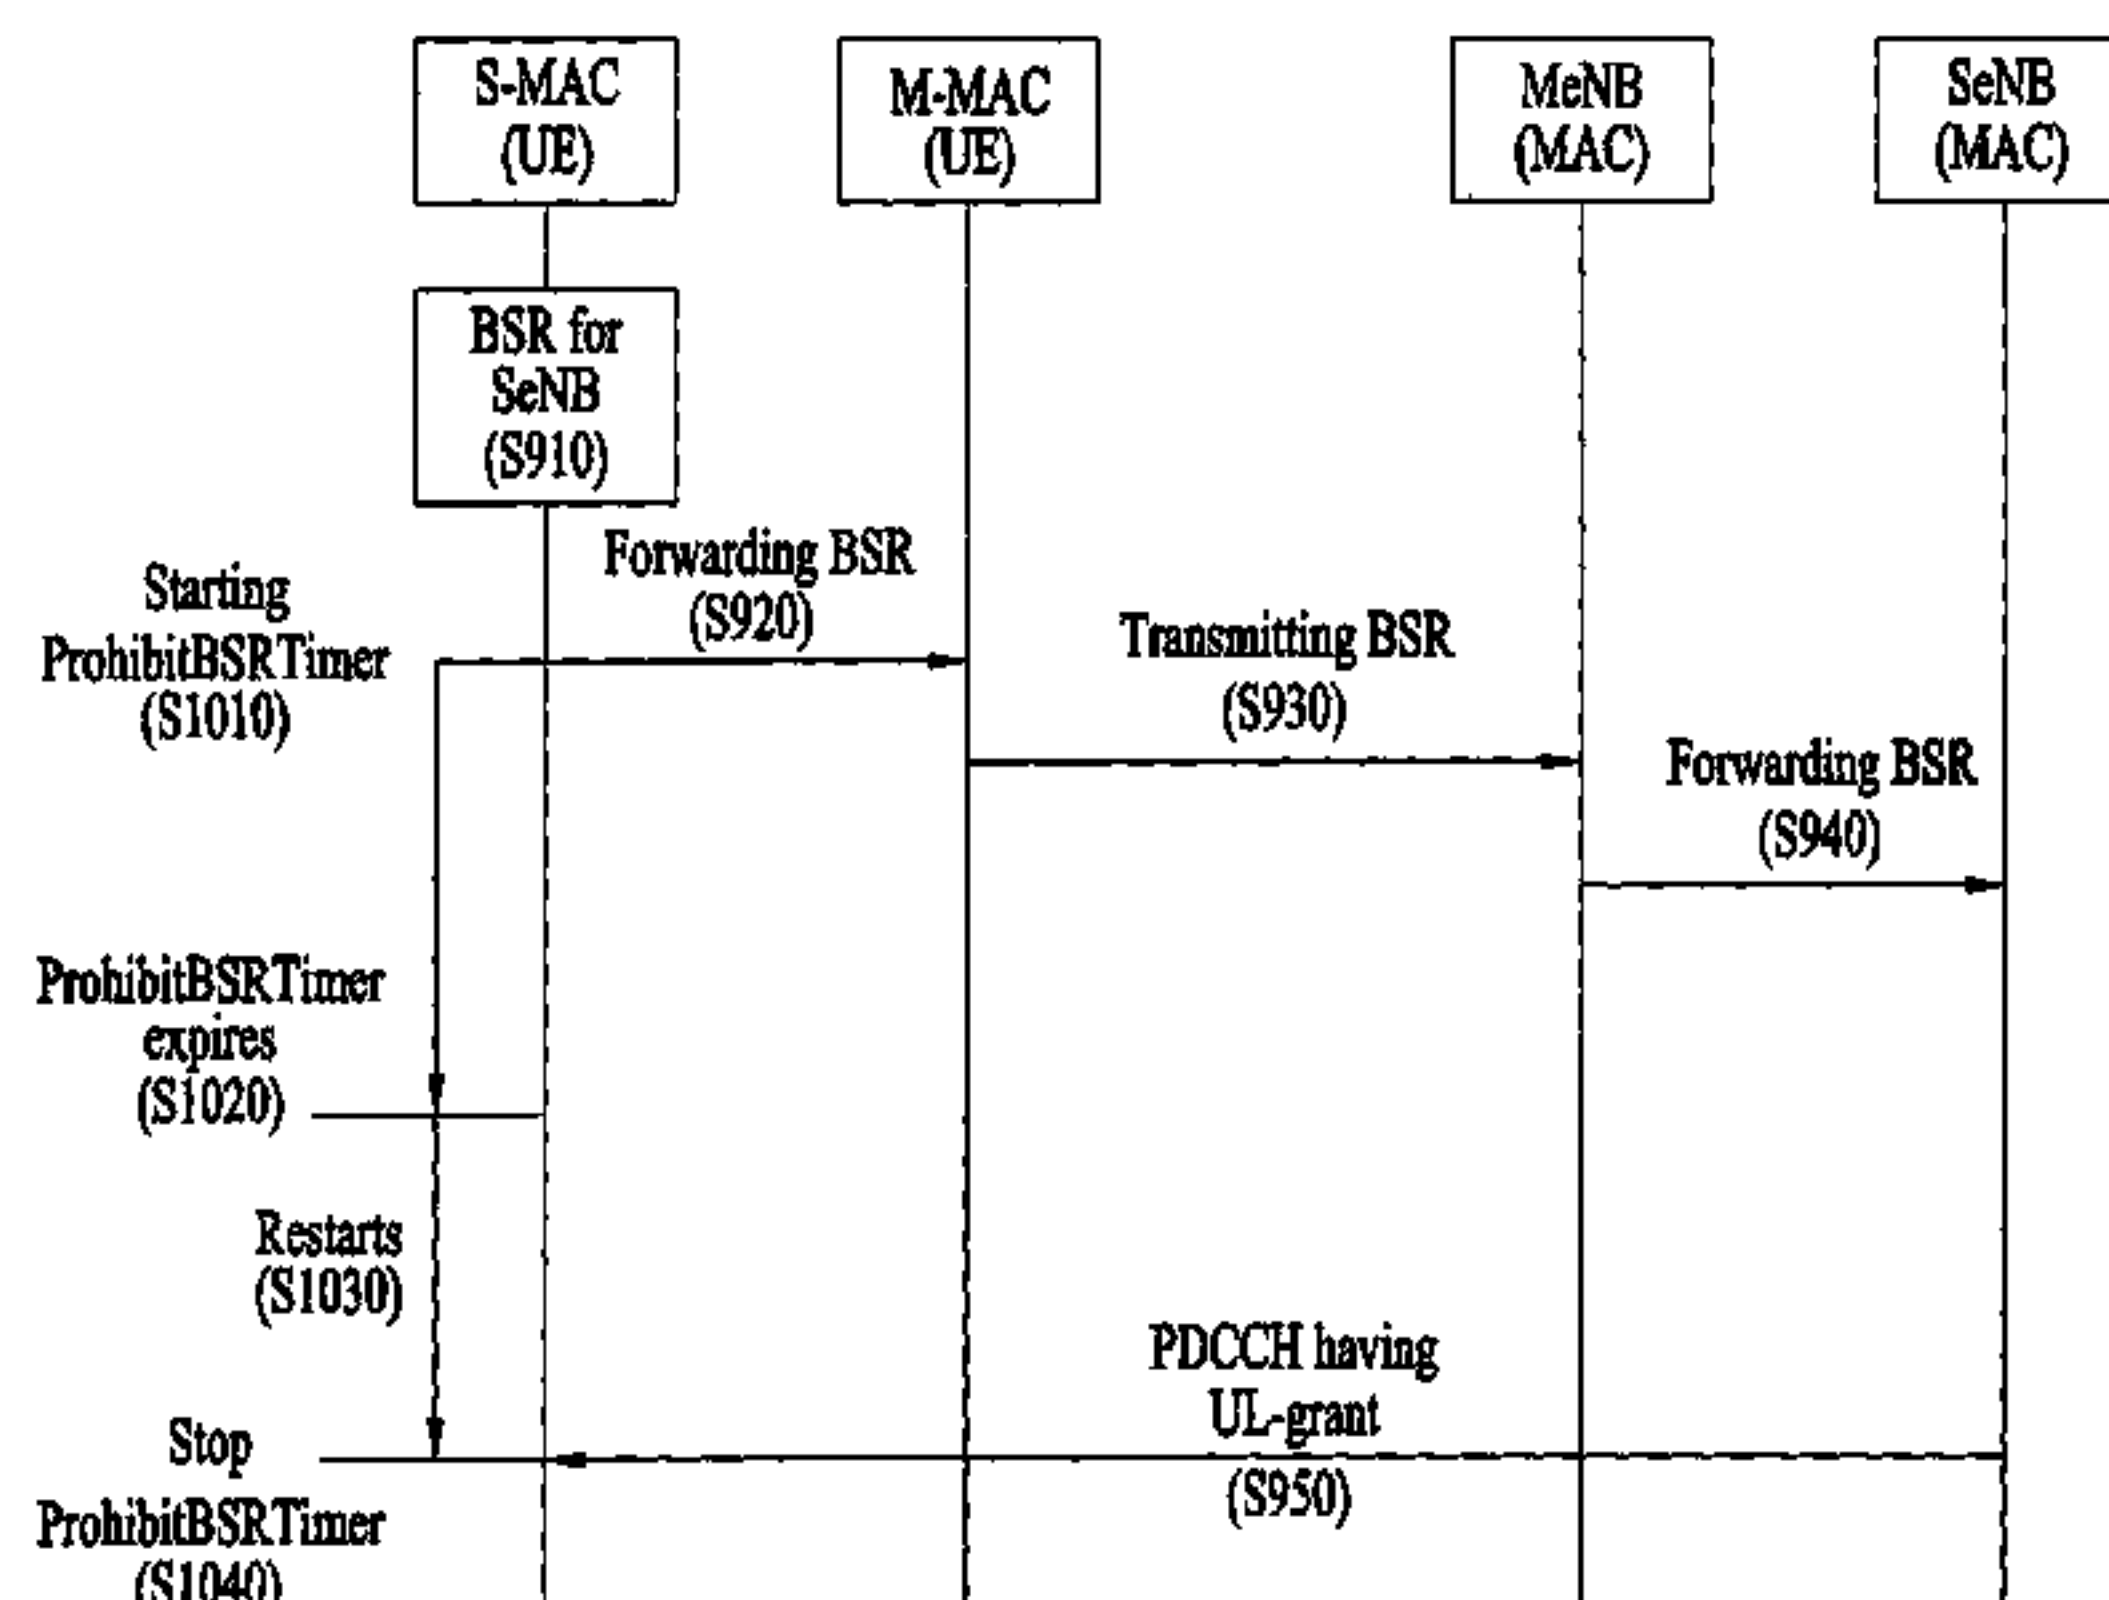 S-MAC
(UE)
M-MAC
(UE)
MeNB
(MAC)
SeNB
(MAC)
BSR for
SeNB
(S910)
Forwarding BSR
(S920)
Starting
ProhibitBSRTimer
(S1010)
Transmitting BSR
(S930)
Forwarding BSR
(S940)
ProhibitBSRTimer
expires
(S1020)
Restarts
(S1030)
PDCCH having
UL-grant
(S950)
Stop
ProhibitBSRTimer
(S1040)